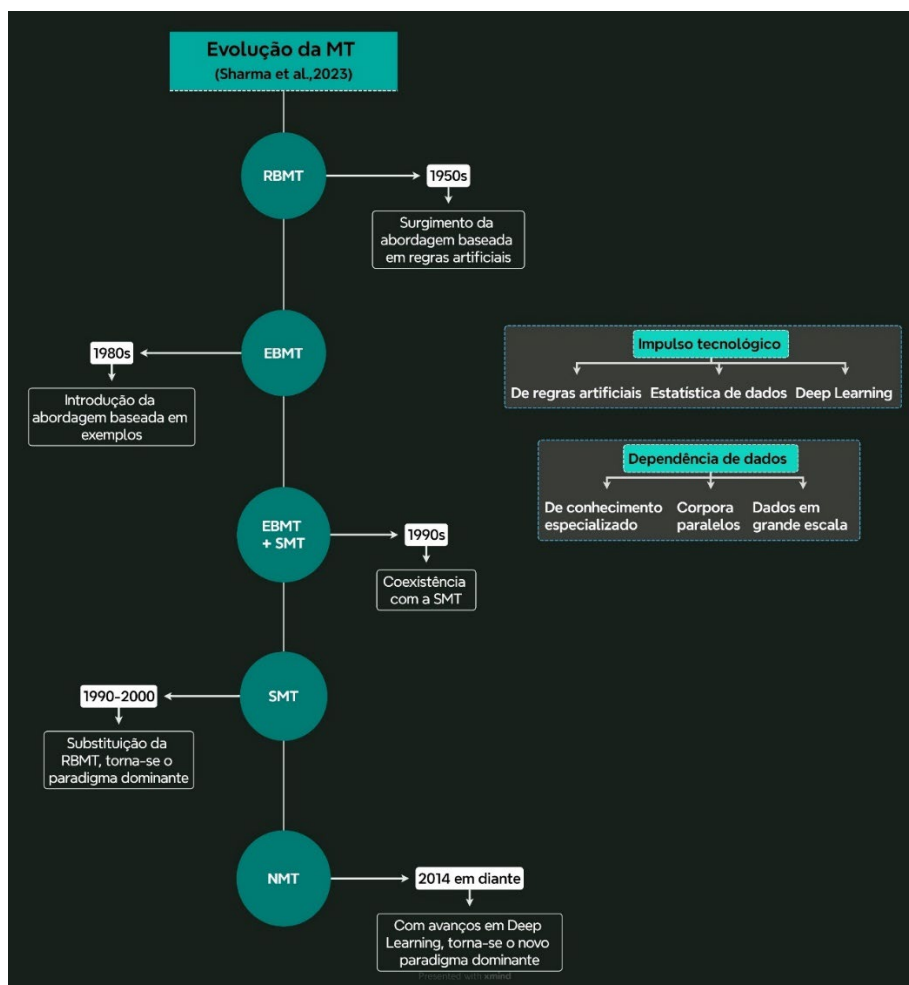 Evolução da MT
(Sharma et al.,2023)
RBMT
1950s
Surgimento da
abordagem baseada
em regras artificiais
EBMT
1980s
Introdução da
abordagem baseada em
exemplos
Impulso tecnológico
De regras artificiais Estatística de dados Deep Learning
Dependência de dados
De conhecimento
especializado
Corpora
paralelos
Dados em
grande escala
EBMT
+ SMT
1990s
Coexistência
com a SMT
SMT
1990-2000
Substituição da
RBMT, torna-se o
paradigma dominante
NMT
2014 em diante
Com avanços em Deep
Learning, torna-se o novo
paradigma dominante
Presented with xmind